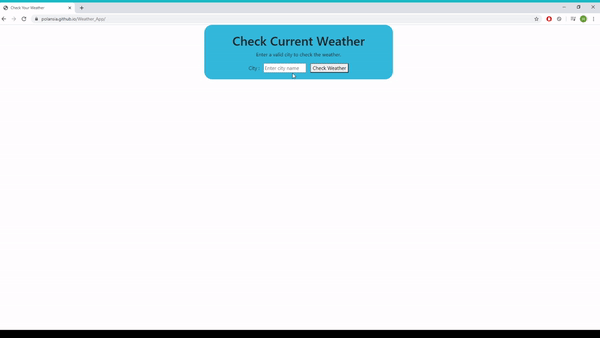 Check Your Weather
polancia.github.io/Weather_App/
Check Current Weather
Enter a valid city to check the weather.
City : Enter city name Check Weather